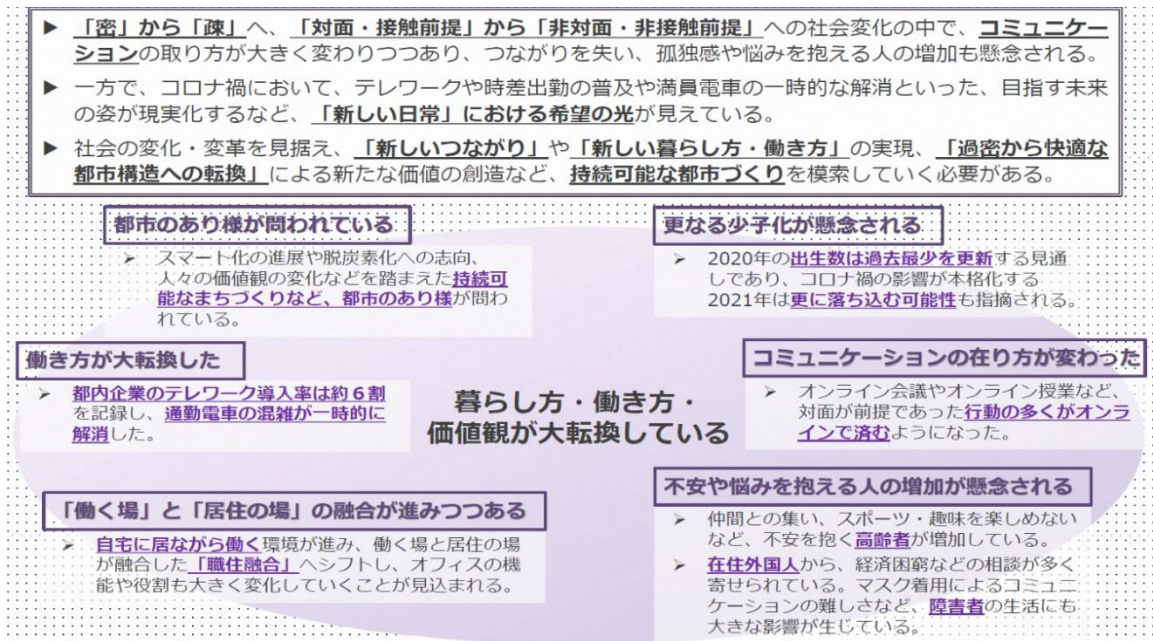 ▶ 「密」から「疎」へ、「対面・接触前提」から「非対面・非接触前提」への社会変化の中で、コミュニケー
ションの取り方が大きく変わりつつあり、つながりを失い、孤独感や悩みを抱える人の増加も懸念される。
▶ 一方で、コロナ禍において、テレワークや時差出勤の普及や満員電車の一時的な解消といった、目指す未来
の姿が現実化するなど、「新しい日常」における希望の光が見えている。
▶ 社会の変化・変革を見据え、「新しいつながり」や「新しい暮らし方・働き方」の実現、「過密から快適な
都市構造への転換」による新たな価値の創造など、持続可能な都市づくりを模索していく必要がある。
都市のあり様が問われている
➢ スマート化の進展や脱炭素化への志向、
人々の価値観の変化などを踏まえた持続可
能なまちづくりなど、都市のあり様が問わ
れている。
更なる少子化が懸念される
➢ 2020年の出生数は過去最少を更新する見通
しであり、コロナ禍の影響が本格化する
2021年は更に落ち込む可能性も指摘される。
働き方が大転換した
➢ 都内企業のテレワーク導入率は約6割
を記録し、通勤電車の混雑が一時的に
解消した。
暮らし方・働き方・
価値観が大転換している
コミュニケーションの在り方が変わった
➢ オンライン会議やオンライン授業など、
対面が前提であった行動の多くがオンラ
インで済むようになった。
「働く場」と「居住の場」の融合が進みつつある
➢ 自宅に居ながら働く環境が進み、働く場と居住の場
が融合した「職住融合」へシフトし、オフィスの機
能や役割も大きく変化していくことが見込まれる。
不安や悩みを抱える人の増加が懸念される
➢ 仲間との集い、スポーツ・趣味を楽しめない
など、不安を抱く高齢者が増加している。
➢ 在住外国人から、経済困窮などの相談が多く
寄せられている。マスク着用によるコミュニ
ケーションの難しさなど、障害者の生活にも
大きな影響が生じている。